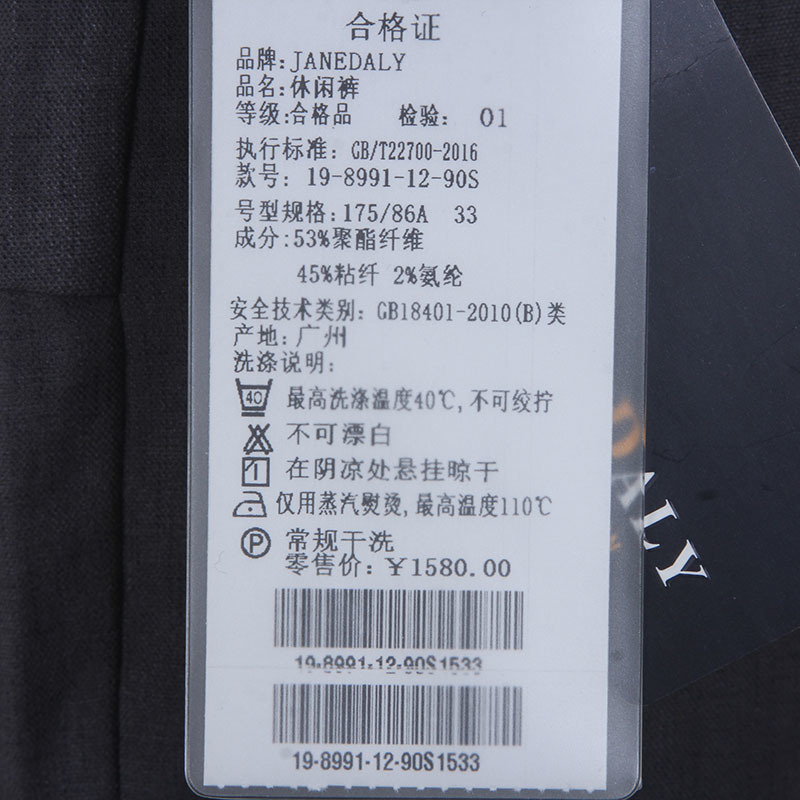 合格证
品牌:JANEDALY
品名:休闲裤
等级:合格品 检验: 01
执行标准: GB/T22700-2016
款号: 19-8991-12-90S
号型规格:175/86A 33
成分:53%聚酯纤维
45%粘纤 2%氨纶
安全技术类别: GB18401-2010(B)类
产地:广州
洗涤说明:
40 最高洗涤温度40℃,不可绞拧
不可漂白
在阴凉处悬挂晾干
仅用蒸汽熨烫,最高温度110℃
P 常规干洗
零售价:¥1580.00
19-8991-12-90S1533
19-8991-12-90S1533
DALY